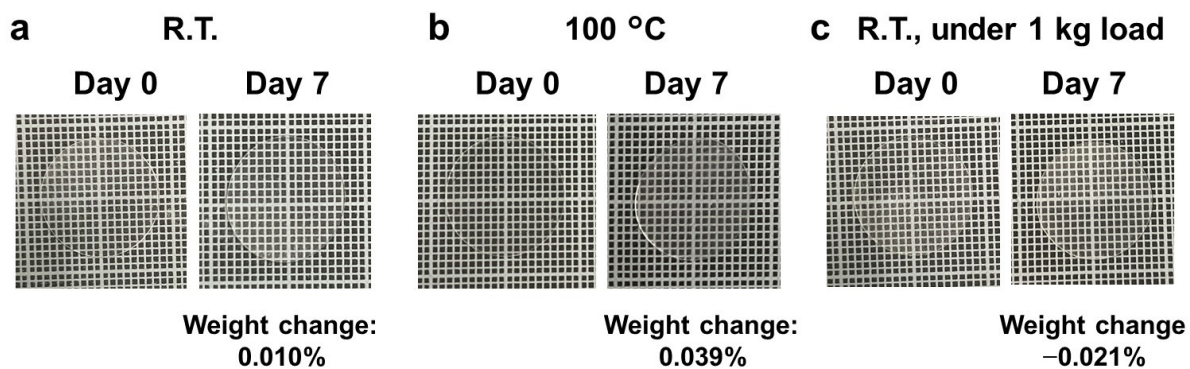 a R.T.
Day 0 Day 7
Weight change:
0.010%
b 100 °C
Day 0 Day 7
Weight change:
0.039%
c R.T., under 1 kg load
Day 0 Day 7
Weight change
−0.021%